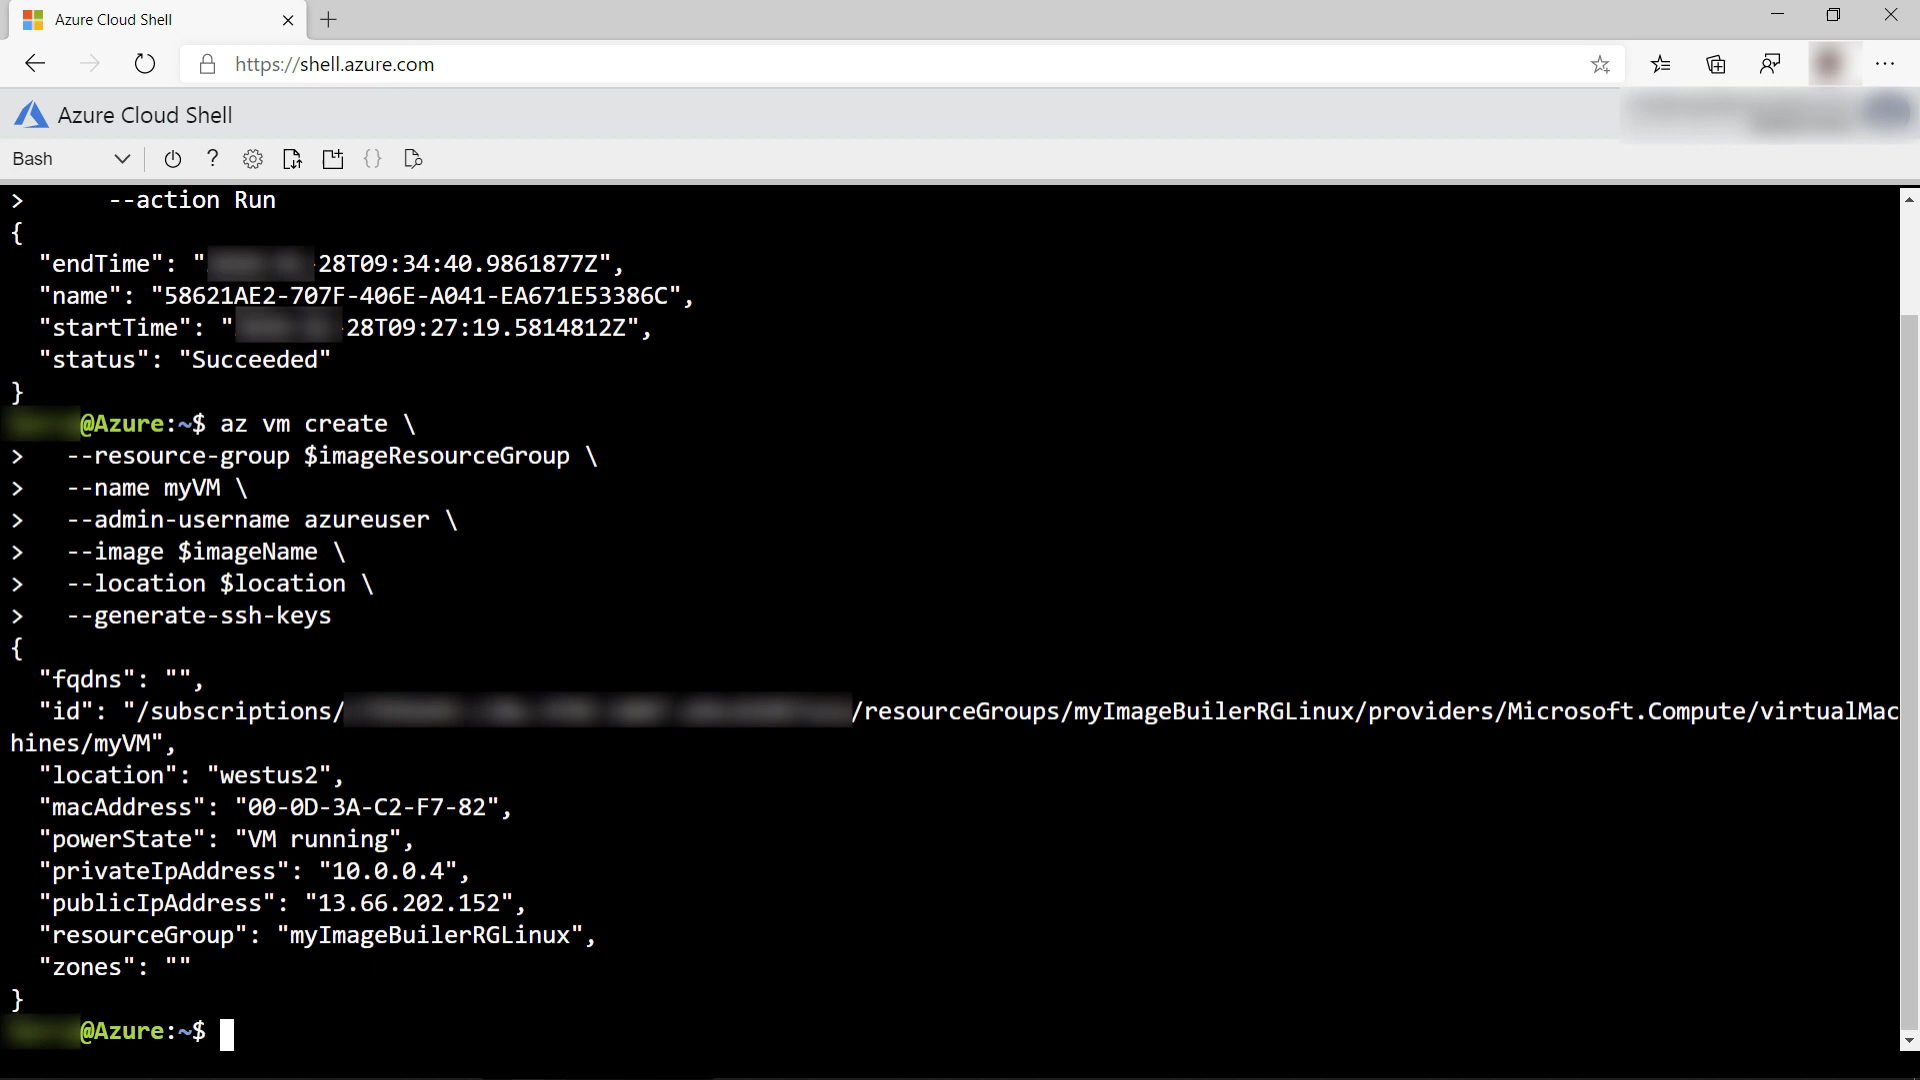 Azure Cloud Shell
https://shell.azure.com
Azure Cloud Shell
Bash
>      --action Run
{
  "endTime": "-28T09:34:40.9861877Z",
  "name": "58621AE2-707F-406E-A041-EA671E53386C",
  "startTime": "-28T09:27:19.5814812Z",
  "status": "Succeeded"
}
@Azure:~$ az vm create \
>   --resource-group $imageResourceGroup \
>   --name myVM \
>   --admin-username azureuser \
>   --image $imageName \
>   --location $location \
>   --generate-ssh-keys
{
  "fqdns": "",
  "id": "/subscriptions//resourceGroups/myImageBuilerRGLinux/providers/Microsoft.Compute/virtualMac
hines/myVM",
  "location": "westus2",
  "macAddress": "00-0D-3A-C2-F7-82",
  "powerState": "VM running",
  "privateIpAddress": "10.0.0.4",
  "publicIpAddress": "13.66.202.152",
  "resourceGroup": "myImageBuilerRGLinux",
  "zones": ""
}
@Azure:~$